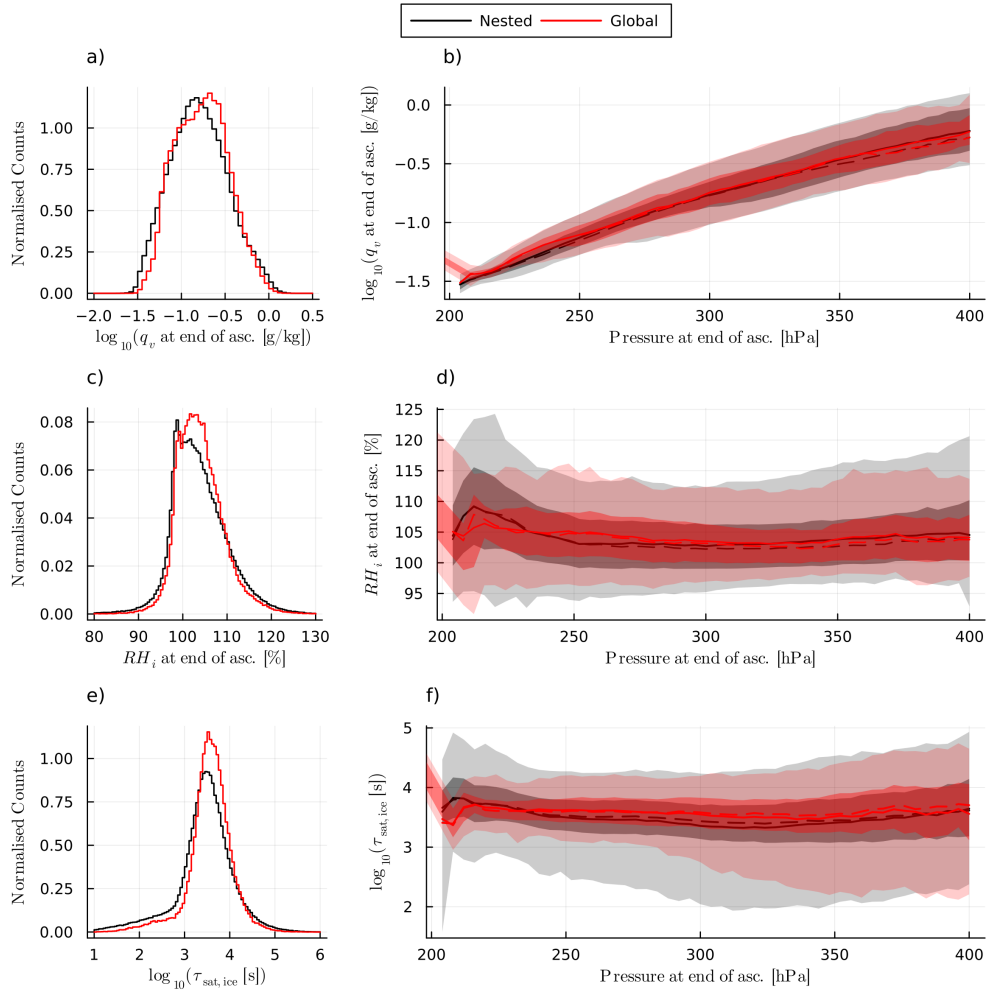 Nested Global
a) b)
Normalised Counts
0.00
0.25
0.50
0.75
1.00
−2.0 −1.5 −1.0 −0.5 0.0 0.5
log10(qv at end of asc. [g/kg])
log10(qv at end of asc. [g/kg]
0.0
−0.5
−1.0
−1.5
200 250 300 350 400
Pressure at end of asc. [hPa]
c) d)
Normalised Counts
0.08
0.06
0.04
0.02
0.00
80 90 100 110 120 130
RHi at end of asc. [%]
RHi at end of asc. [%]
125
120
115
110
105
100
95
200 250 300 350 400
Pressure at end of asc. [hPa]
e) f)
Normalised Counts
1.00
0.75
0.50
0.25
0.00
1 2 3 4 5 6
log10(τsat,ice [s])
log10(τsat,ice [s])
5
4
3
2
200 250 300 350 400
Pressure at end of asc. [hPa]